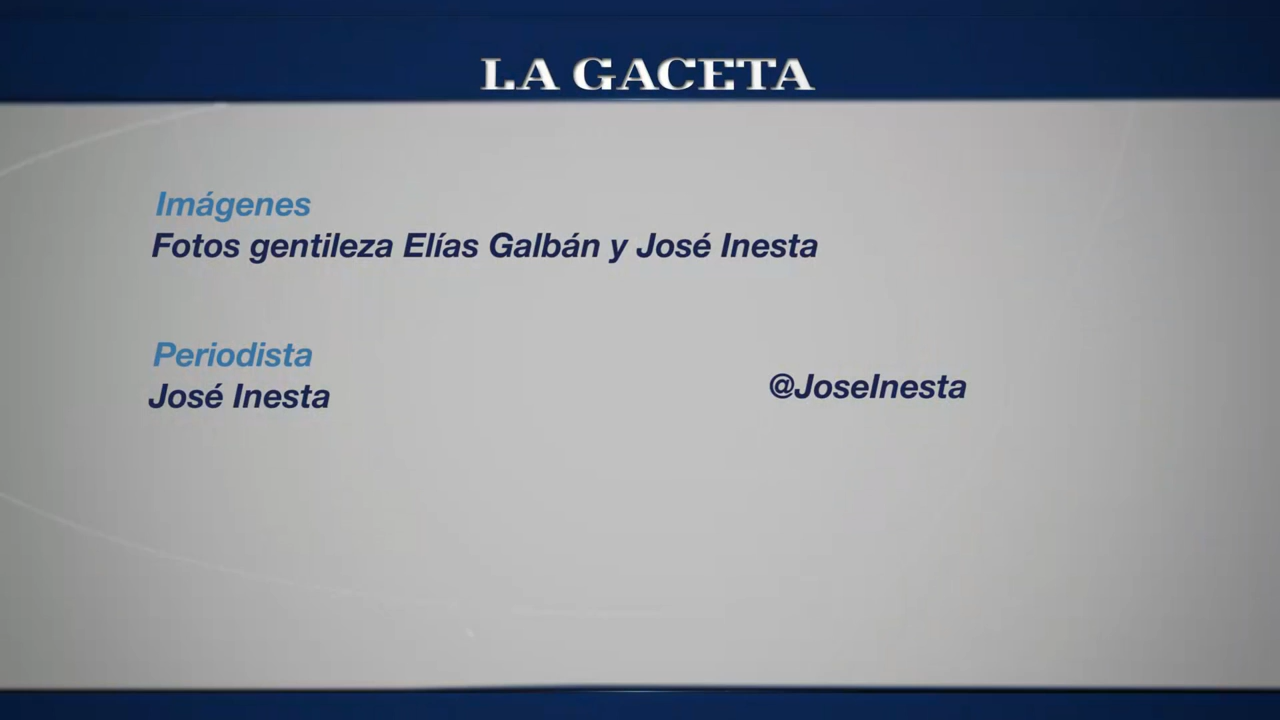 LA GACETA
Imágenes
Fotos gentileza Elías Galbán y José Inesta
Periodista
José Inesta
@JoseInesta